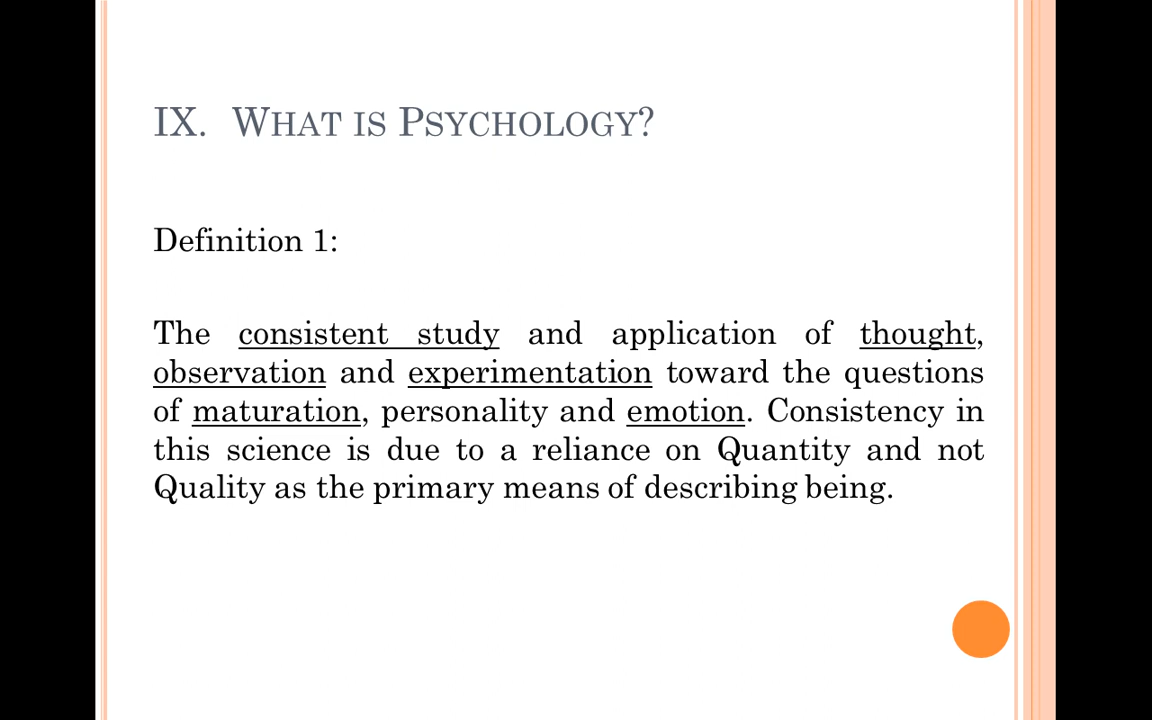 IX. What is Psychology?
Definition 1:
The consistent study and application of thought,
observation and experimentation toward the questions
of maturation, personality and emotion. Consistency in
this science is due to a reliance on Quantity and not
Quality as the primary means of describing being.